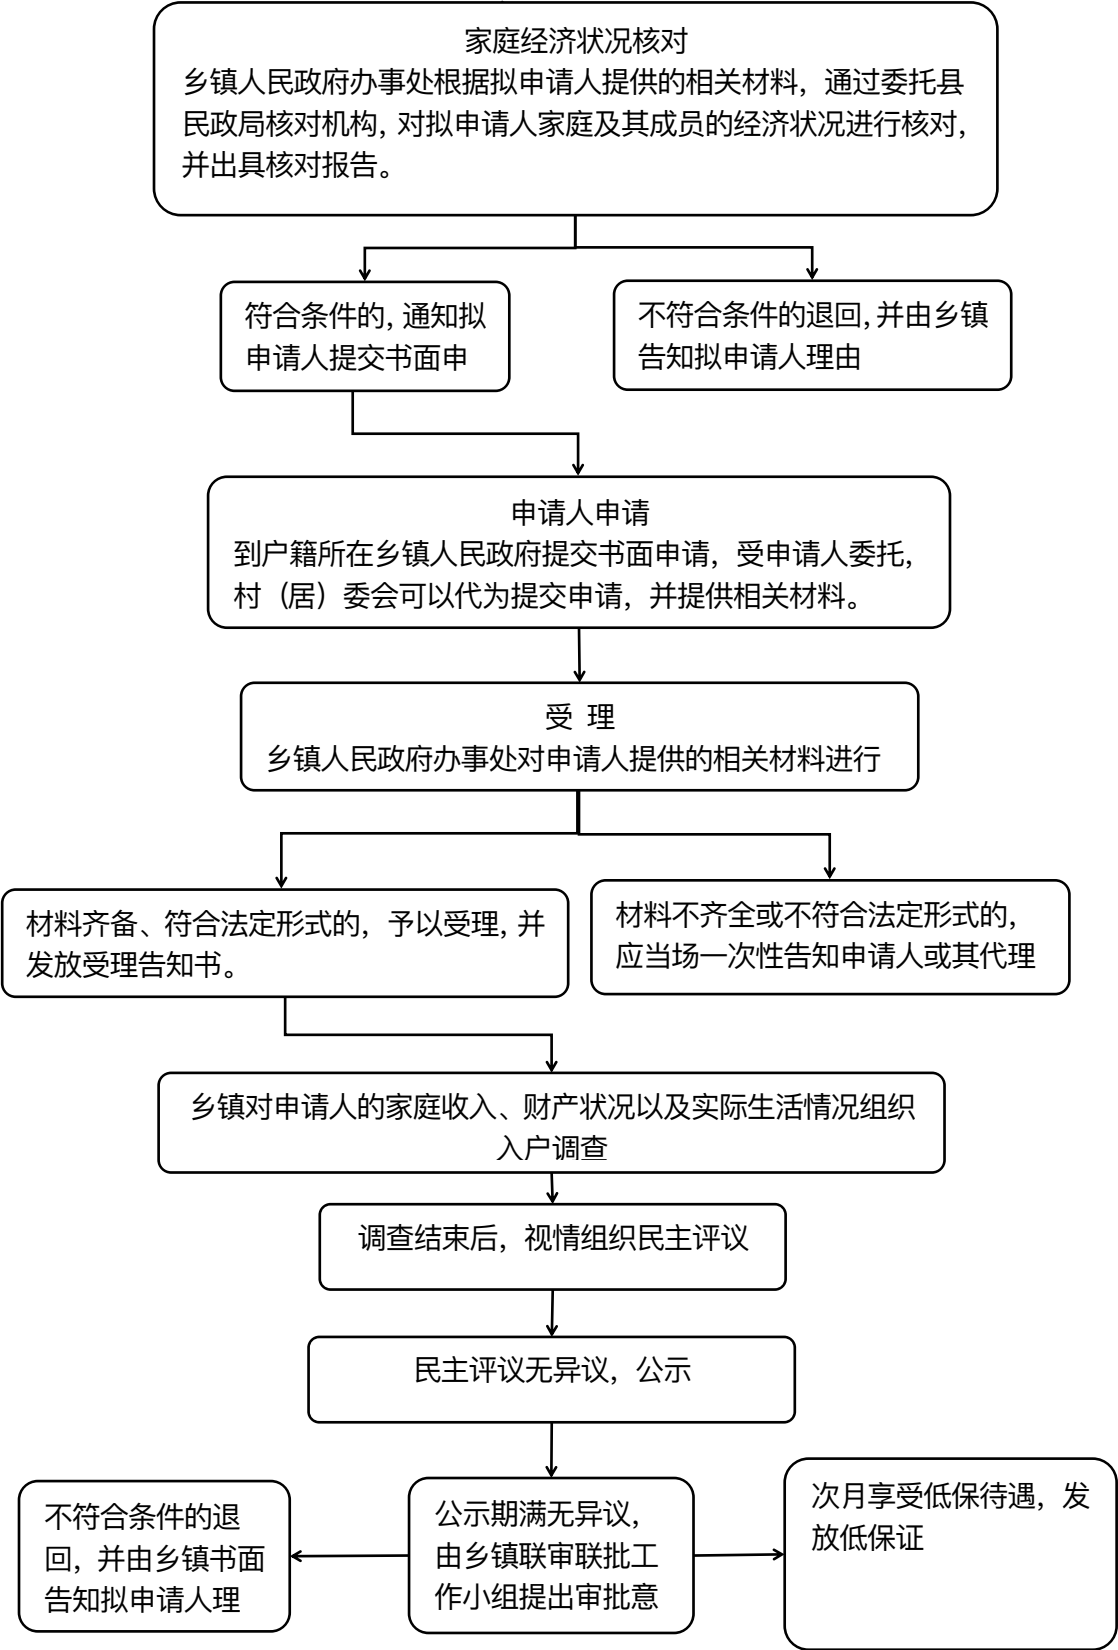 家庭经济状况核对
乡镇人民政府办事处根据拟申请人提供的相关材料，通过委托县
民政局核对机构，对拟申请人家庭及其成员的经济状况进行核对，
并出具核对报告。
符合条件的，通知拟
申请人提交书面申
不符合条件的退回，并由乡镇
告知拟申请人理由
申请人申请
到户籍所在乡镇人民政府提交书面申请，受申请人委托，
村（居）委会可以代为提交申请，并提供相关材料。
受 理
乡镇人民政府办事处对申请人提供的相关材料进行
材料齐备、符合法定形式的，予以受理，并
发放受理告知书。
材料不齐全或不符合法定形式的，
应当场一次性告知申请人或其代理
乡镇对申请人的家庭收入、财产状况以及实际生活情况组织
入户调查
调查结束后，视情组织民主评议
民主评议无异议，公示
不符合条件的退
回，并由乡镇书面
告知拟申请人理
公示期满无异议，
由乡镇联审联批工
作小组提出审批意
次月享受低保待遇，发
放低保证